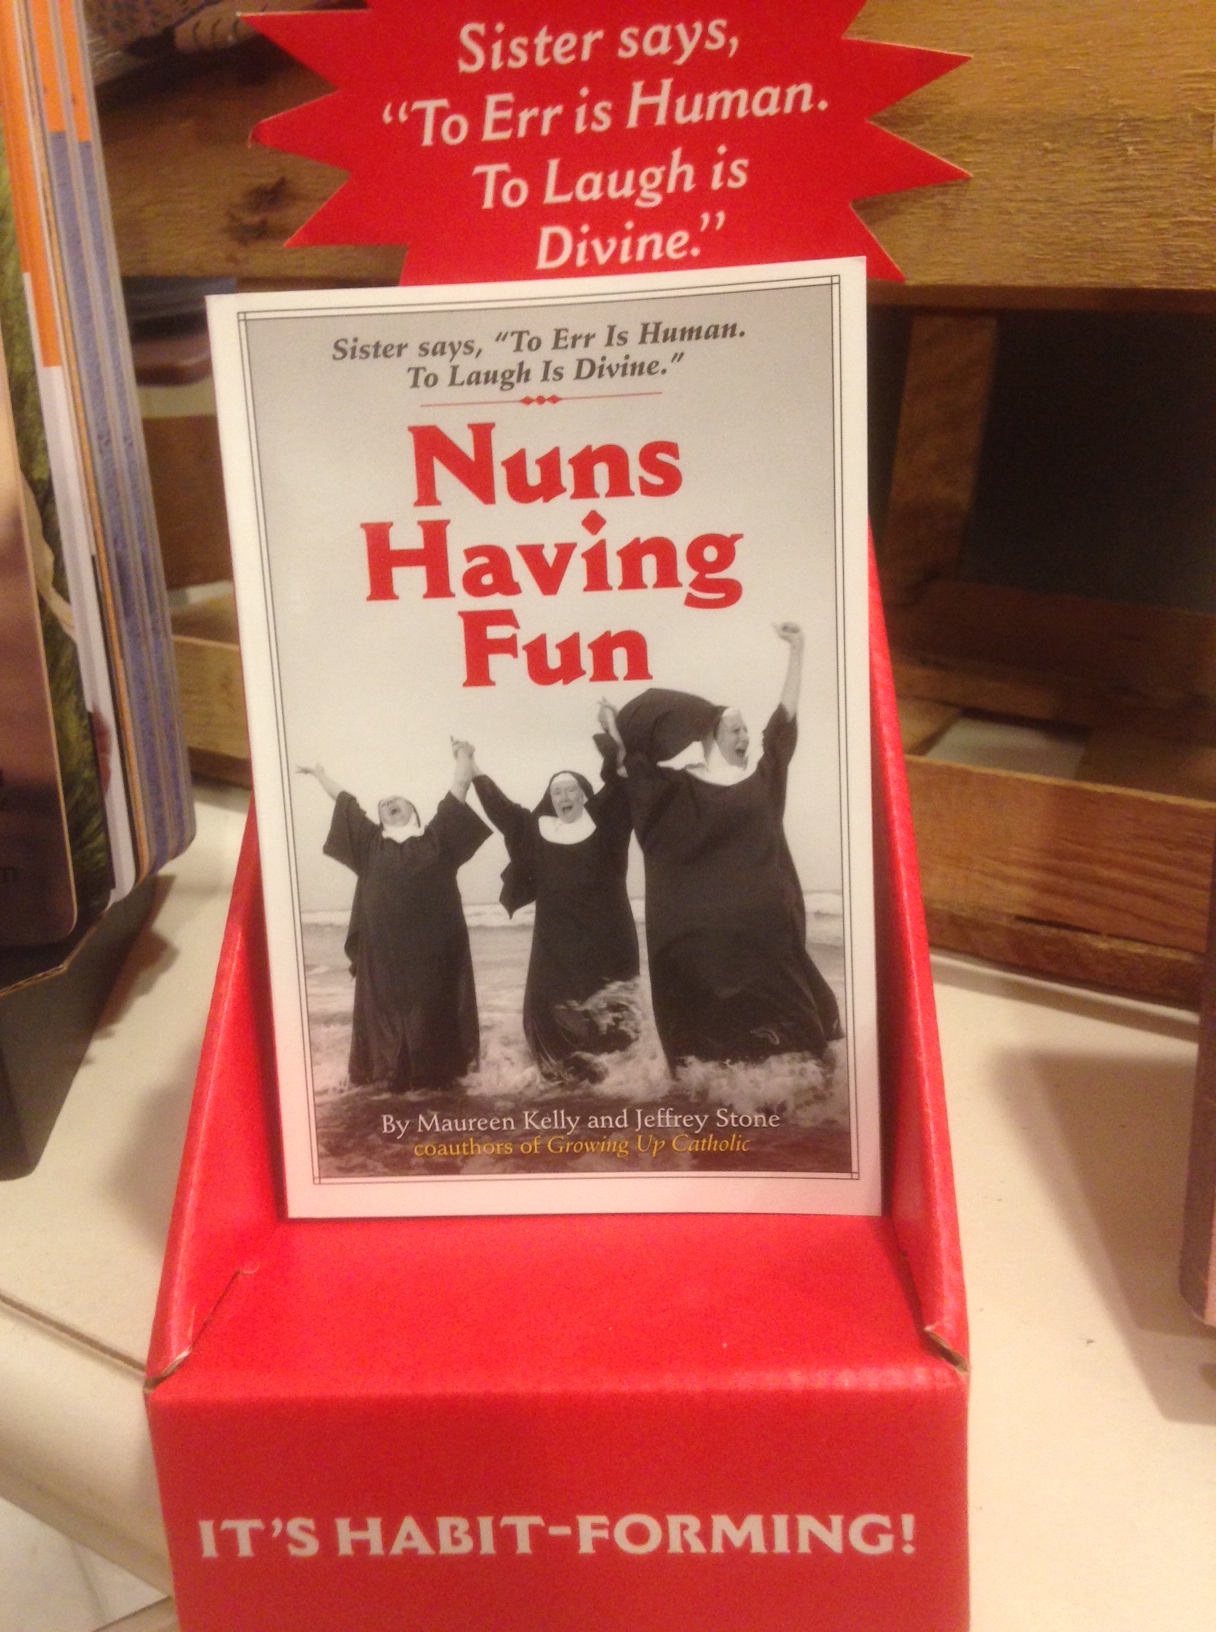 Sister says,
“To Err is Human.
To Laugh is
Divine.”
Sister says, “To Err Is Human.
To Laugh Is Divine.”
Nuns
Having
Fun
By Maureen Kelly and Jeffrey Stone
coauthors of Growing Up Catholic
IT’S HABIT-FORMING!